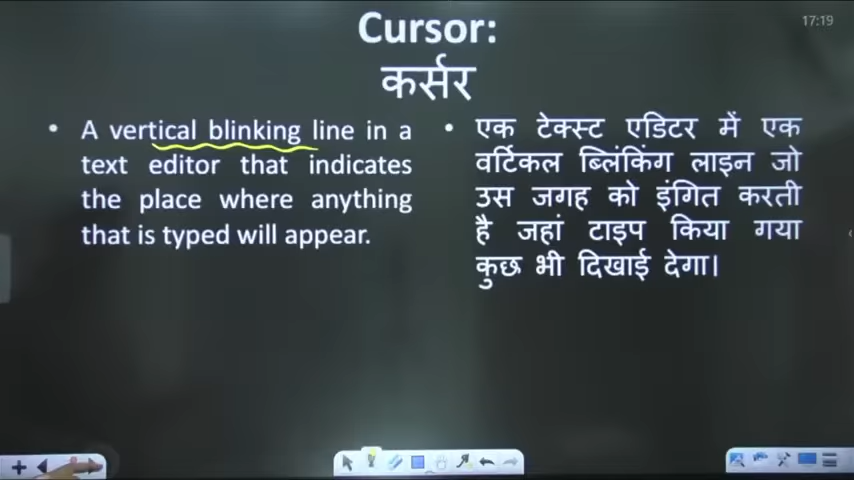 17:19
Cursor:
कर्सर
• A vertical blinking line in a
text editor that indicates
the place where anything
that is typed will appear.
• एक टेक्स्ट एडिटर में एक
वर्टिकल ब्लिंकिंग लाइन जो
उस जगह को इंगित करती
है जहां टाइप किया गया
कुछ भी दिखाई देगा।